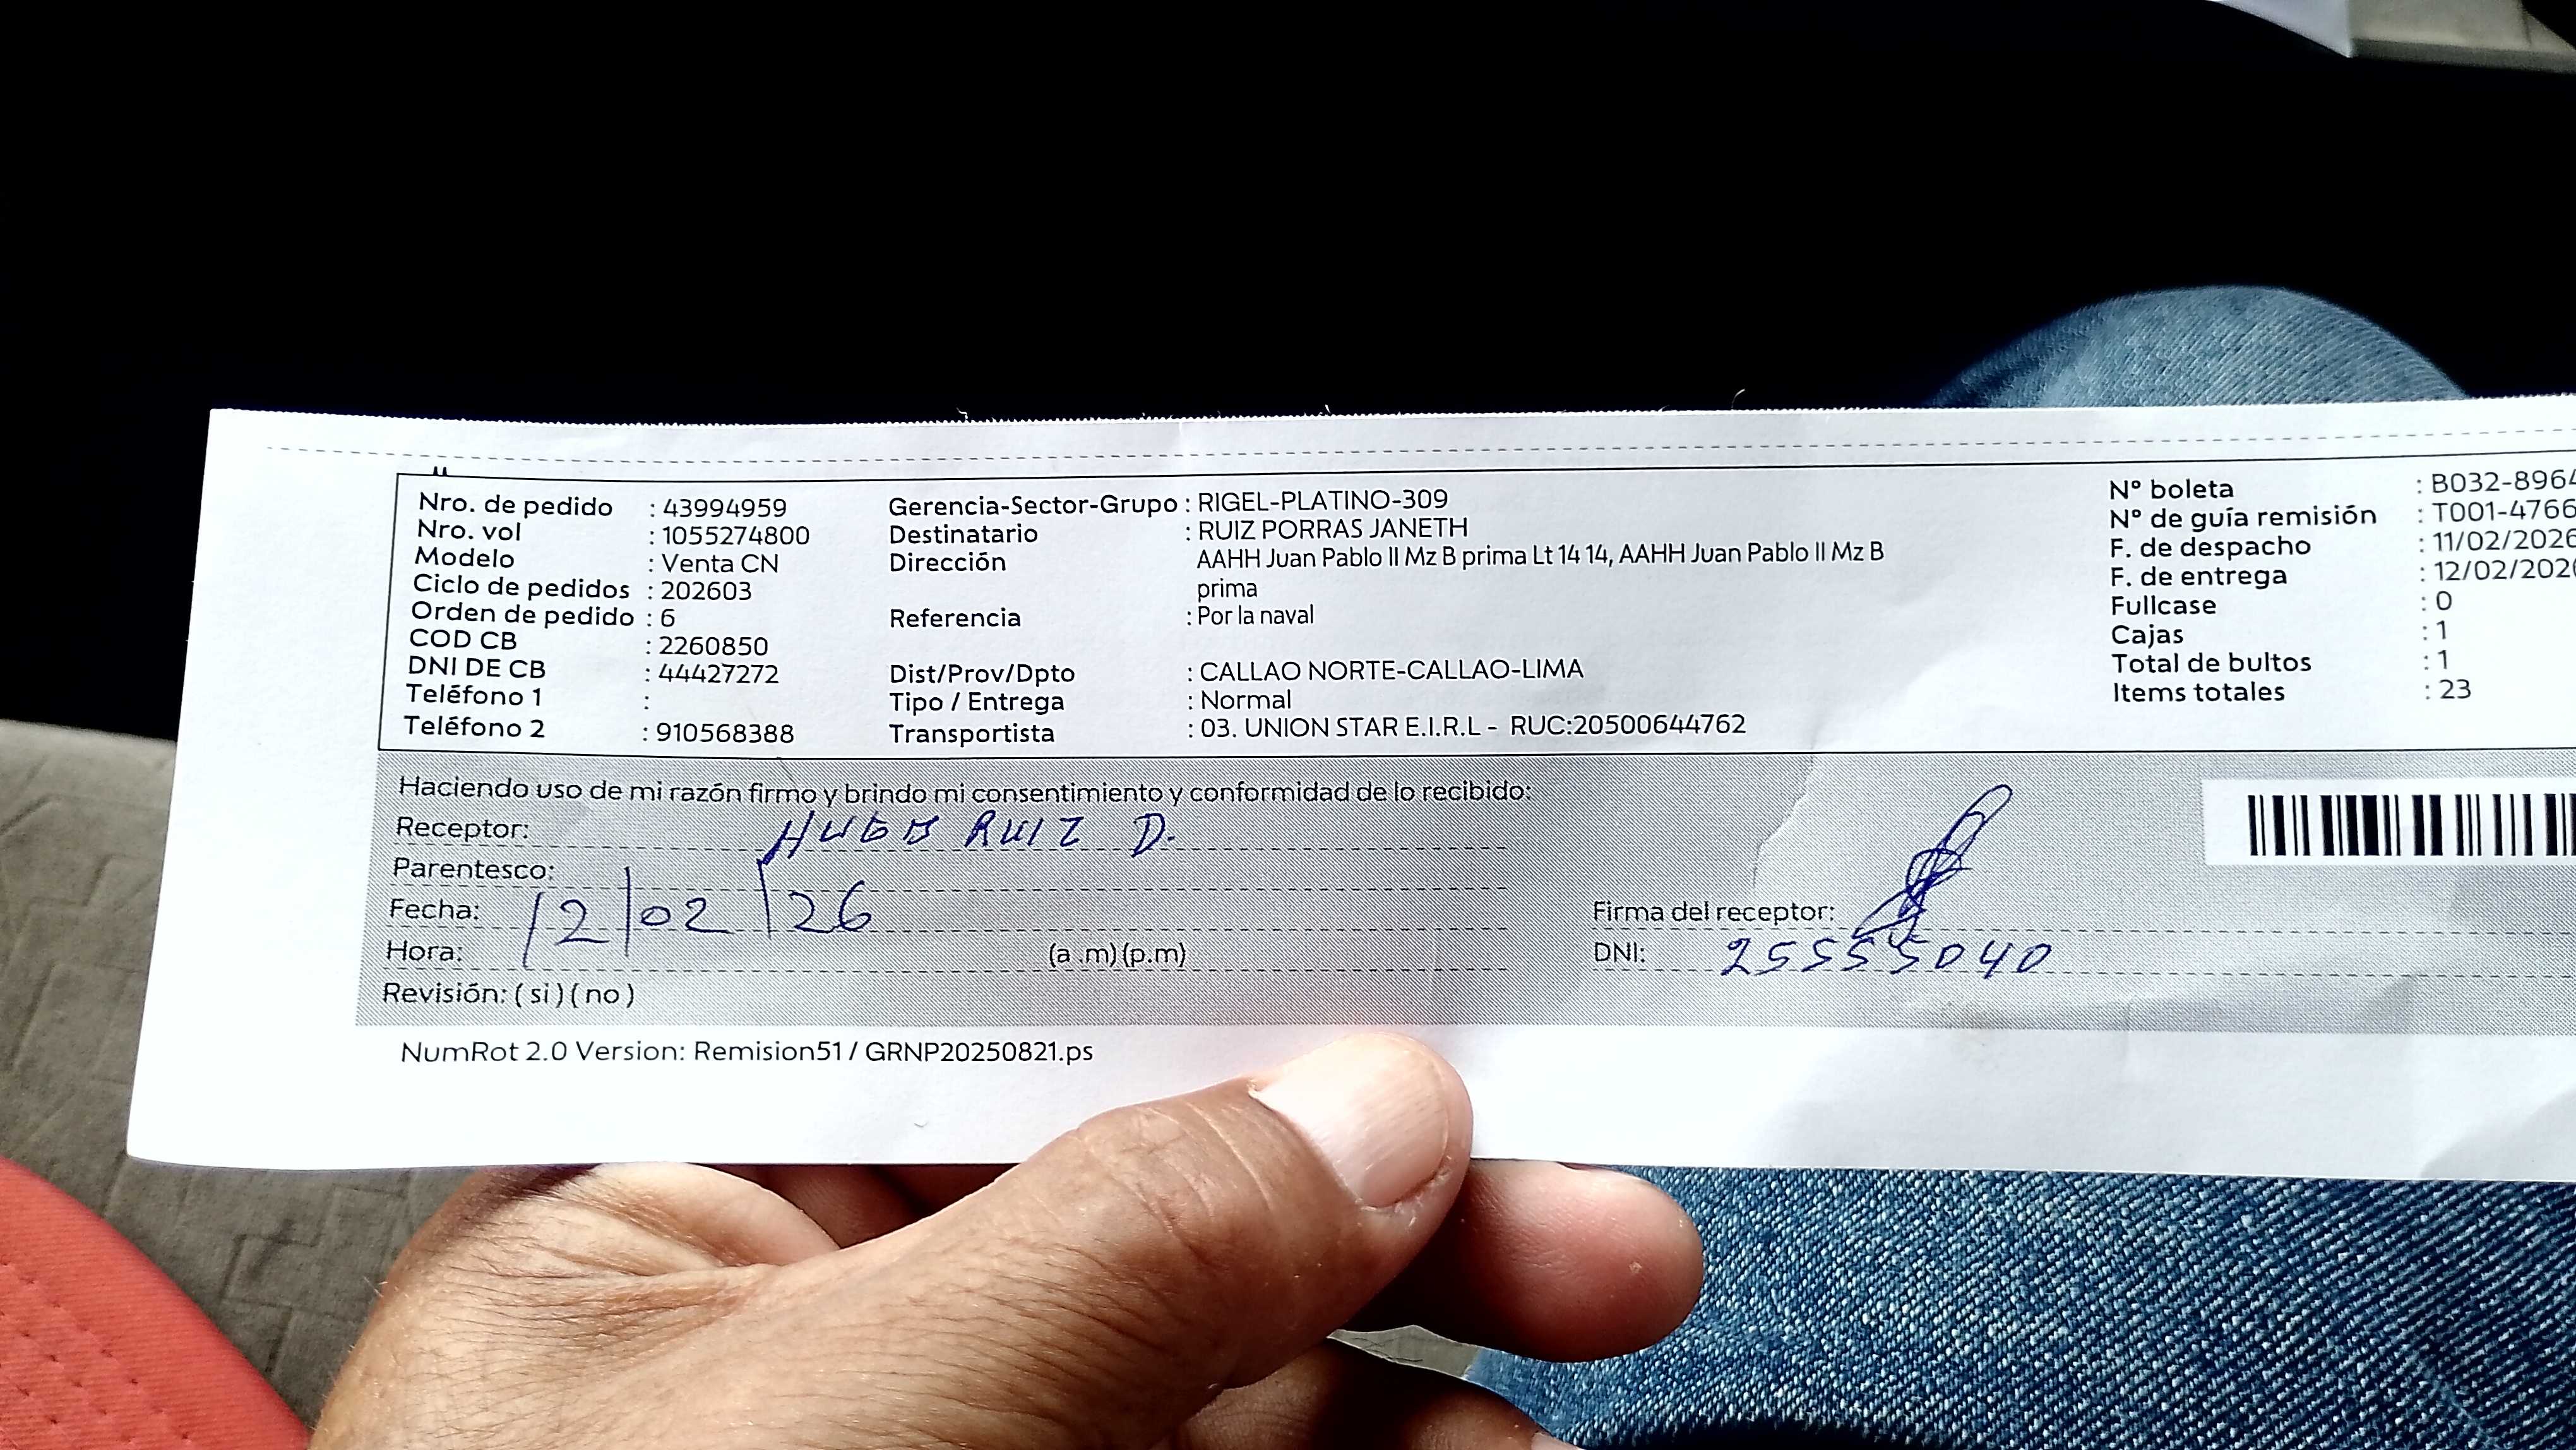 Nro. de pedido : 43994959
Nro. vol : 1055274800
Modelo : Venta CN
Ciclo de pedidos : 202603
Orden de pedido : 6
COD CB : 2260850
DNI DE CB : 44427272
Teléfono 1 :
Teléfono 2 : 910568388
Gerencia-Sector-Grupo : RIGEL-PLATINO-309
Destinatario : RUIZ PORRAS JANETH
Dirección AAHH Juan Pablo II Mz B prima Lt 14 14, AAHH Juan Pablo II Mz B
prima
Referencia : Por la naval
Dist/Prov/Dpto : CALLAO NORTE-CALLAO-LIMA
Tipo / Entrega : Normal
Transportista : 03. UNION STAR E.I.R.L - RUC:20500644762
Nº boleta : B032-8964
Nº de guía remisión : T001-4766
F. de despacho : 11/02/2026
F. de entrega : 12/02/202
Fullcase : 0
Cajas : 1
Total de bultos : 1
Items totales : 23
Haciendo uso de mi razón firmo y brindo mi consentimiento y conformidad de lo recibido:
Receptor: HUGO RUIZ D.
Parentesco:
Fecha: 12/02/26
Hora: (a .m) (p.m)
Revisión: ( si ) ( no )
Firma del receptor:
DNI: 25555040
NumRot 2.0 Version: Remision51 / GRNP20250821.ps